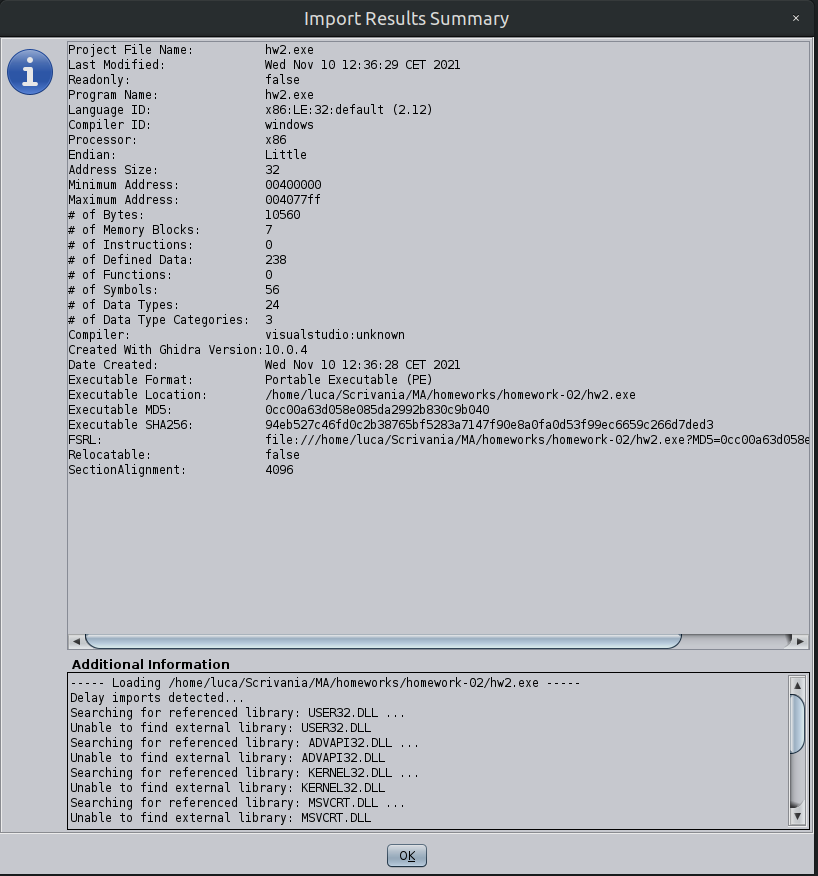 Import Results Summary
Project File Name: hw2.exe
Last Modified: Wed Nov 10 12:36:29 CET 2021
Readonly: false
Program Name: hw2.exe
Language ID: x86:LE:32:default (2.12)
Compiler ID: windows
Processor: x86
Endian: Little
Address Size: 32
Minimum Address: 00400000
Maximum Address: 004077ff
# of Bytes: 10560
# of Memory Blocks: 7
# of Instructions: 0
# of Defined Data: 238
# of Functions: 0
# of Symbols: 56
# of Data Types: 24
# of Data Type Categories: 3
Compiler: visualstudio:unknown
Created With Ghidra Version: 10.0.4
Date Created: Wed Nov 10 12:36:28 CET 2021
Executable Format: Portable Executable (PE)
Executable Location: /home/luca/Scrivania/MA/homeworks/homework-02/hw2.exe
Executable MD5: 0cc00a63d058e085da2992b830c9b040
Executable SHA256: 94eb527c46fd0c2b38765bf5283a7147f90e8a0fa0d53f99ec6659c266d7ded3
FSRL: file:///home/luca/Scrivania/MA/homeworks/homework-02/hw2.exe?MD5=0cc00a63d058e
Relocatable: false
SectionAlignment: 4096
Additional Information
----- Loading /home/luca/Scrivania/MA/homeworks/homework-02/hw2.exe -----
Delay imports detected...
Searching for referenced library: USER32.DLL ...
Unable to find external library: USER32.DLL
Searching for referenced library: ADVAPI32.DLL ...
Unable to find external library: ADVAPI32.DLL
Searching for referenced library: KERNEL32.DLL ...
Unable to find external library: KERNEL32.DLL
Searching for referenced library: MSVCRT.DLL ...
Unable to find external library: MSVCRT.DLL
OK